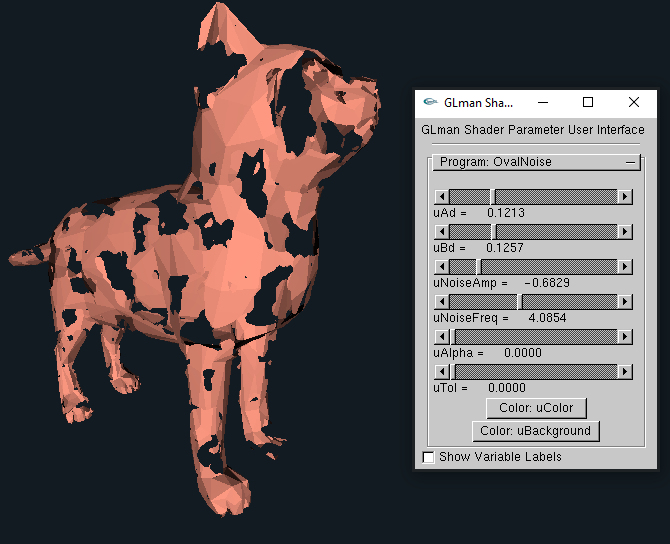 GLman Sha...
GLman Shader Parameter User Interface
Program: OvalNoise
uAd = 0.1213
uBd = 0.1257
uNoiseAmp = -0.6829
uNoiseFreq = 4.0854
uAlpha = 0.0000
uTol = 0.0000
Color: uColor
Color: uBackground
Show Variable Labels